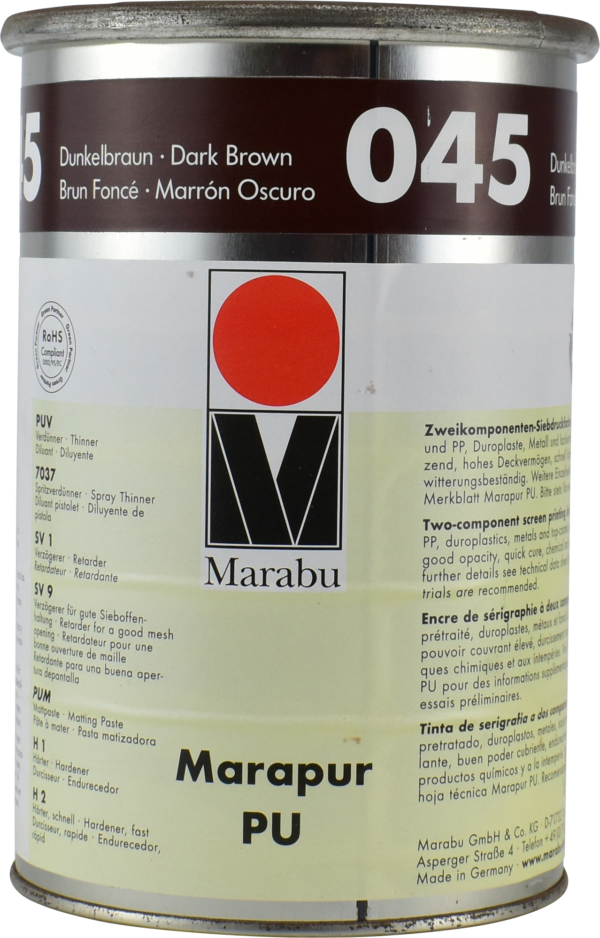 5
Dunkelbraun · Dark Brown
Brun Foncé · Marrón Oscuro
045
Brun
Green Partner
RoHS
Compliant
PUV
Verdünner · Thinner
Diluant · Diluyente
7037
Spritzverdünner · Spray Thinner
Diluant pistolet · Diluyente de
pistola
SV 1
Verzögerer · Retarder
Retardateur · Retardante
SV 9
Verzögerer für gute Sieboffen-
haltung · Retarder for a good mesh
opening · Retardateur pour une
bonne ouverture de maille
Retardante para una buena aper-
tura depantalla
PUM
Mattpaste · Matting Paste
Pâte à mater · Pasta matizadora
H 1
Härter · Hardener
Durcisseur · Endurecedor
H 2
Härter, schnell · Hardener, fast
Durcisseur, rapide · Endurecedor,
rápid
Marabu
Marapur
PU
Zweikomponenten-Siebdruckfarbe
und PP, Duroplaste, Metall und
zend, hohes Deckvermögen,
witterungsbeständig. Weitere
Merkblatt Marapur PU. Bitte
Two-component screen printing
PP, duroplastics, metals and
good opacity, quick cure,
further details see technical data
trials are recommended.
Encre de sérigraphie à deux
prétraité, duroplastes, métaux et
pouvoir couvrant élevé,
ques chimiques et aux intempéries.
PU pour des informations
essais préliminaires.
Tinta de serigrafia a dos
pretratado, duroplastos, metales,
lante, buen poder cubriente,
productos químicos y a la intemperie.
hoja técnica Marapur PU.
Marabu GmbH & Co. KG ·
Asperger Straße 4 · Telefon
Made in Germany ·